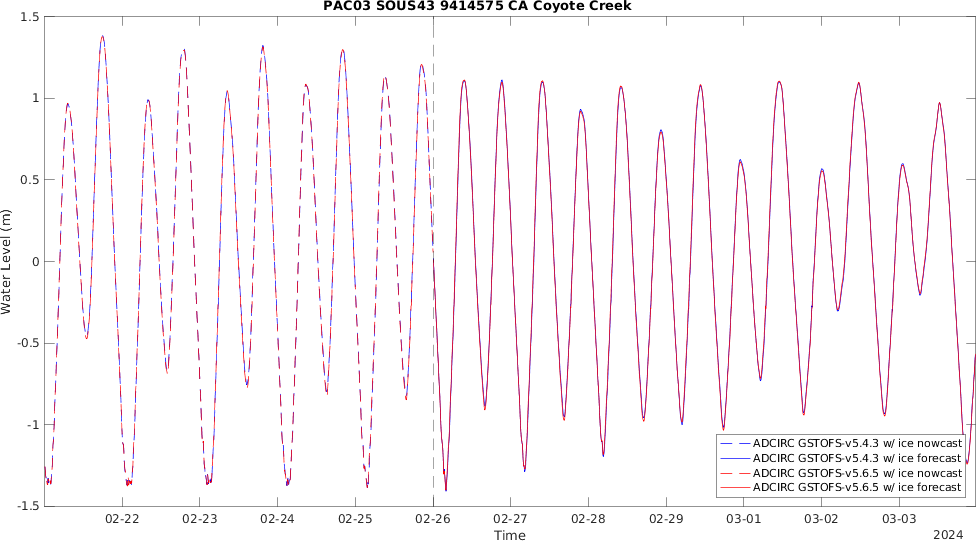 PAC03 SOUS43 9414575 CA Coyote Creek
1.5
1
0.5
0
-0.5
-1
-1.5
Water Level (m)
ADCIRC GSTOFS-v5.4.3 w/ ice nowcast
ADCIRC GSTOFS-v5.4.3 w/ ice forecast
ADCIRC GSTOFS-v5.6.5 w/ ice nowcast
ADCIRC GSTOFS-v5.6.5 w/ ice forecast
02-22 02-23 02-24 02-25 02-26 02-27 02-28 02-29 03-01 03-02 03-03
Time
2024